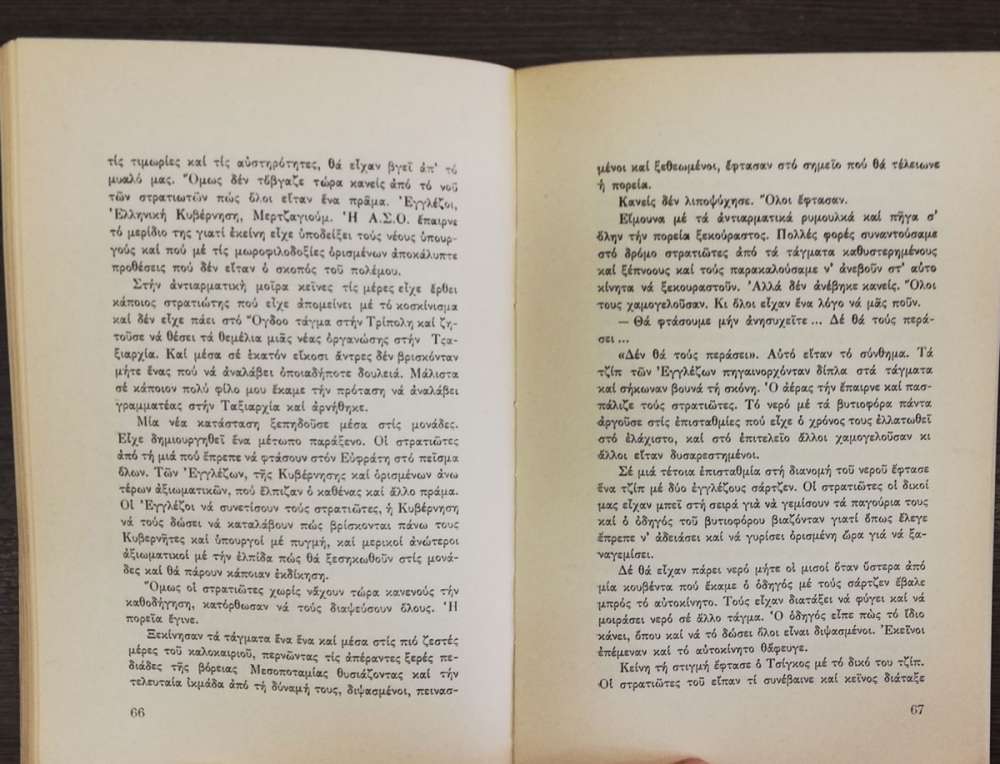 τίς τιμωρίες καί τίς αὐστηρότητες, θά εἶχαν βγεῖ ἀπ' τό
μυαλό μας. Ὅμως δέν τὄβγαζε τώρα κανείς ἀπό τό νοῦ
τῶν στρατιωτῶν πώς ὅλοι εἶταν ἕνα πρᾶμα. Ἐγγλέζοι,
Ἑλληνική Κυβέρνηση, Μερτζαγιούμ. Ἡ Α.Σ.Ο. ἔπαιρνε
τό μερίδιο της γιατί ἐκείνη εἶχε ὑποδείξει τούς νέους ὑπουρ-
γούς καί πού μέ τίς μωροφιλοδοξίες ὁρισμένων ἀποκάλυπτε
προθέσεις πού δέν εἶταν ὁ σκοπός τοῦ πολέμου.
Στήν ἀντιαρματική μοῖρα κεῖνες τίς μέρες εἶχε ἔρθει
κάποιος στρατιώτης πού εἶχε ἀπομείνει μέ τό κοσκίνισμα
καί δέν εἶχε πάει στό Ὄγδοο τάγμα στήν Τρίπολη καί ζη-
τοῦσε νά θέσει τά θεμέλια μιᾶς νέας ὀργάνωσης στήν Τσα-
ξιαρχία. Καί μέσα σέ ἑκατόν εἴκοσι ἄντρες δέν βρισκόνταν
μήτε ἕνας πού νά ἀναλάβει ὁποιαδήποτε δουλειά. Μάλιστα
σέ κάποιον πολύ φίλο μου ἔκαμε τήν πρόταση νά ἀναλάβει
γραμματέας στήν Ταξιαρχία καί ἀρνήθηκε.
Μία νέα κατάσταση ξεπηδοῦσε μέσα στίς μονάδες.
Εἶχε δημιουργηθεῖ ἕνα μέτωπο παράξενο. Οἱ στρατιῶτες
ἀπό τή μιά πού ἔπρεπε νά φτάσουν στόν Εὐφράτη στό πεῖσμα
ὅλων. Τῶν Ἐγγλέζων, τῆς Κυβέρνησης καί ὁρισμένων ἀνω
τέρων ἀξιωματικῶν, πού ἔλπιζαν ὁ καθένας καί ἄλλο πράμα.
Οἱ Ἐγγλέζοι νά συνετίσουν τούς στρατιῶτες, ἡ Κυβέρνηση
νά τούς δώσει νά καταλάβουν πώς βρίσκονται πάνω τους
Κυβερνῆτες καί ὑπουργοί μέ πυγμή, καί μερικοί ἀνώτεροι
ἀξιωματικοί μέ τήν ἐλπίδα πώς θά ξεσηκωθοῦν στίς μονά-
δες καί θά πάρουν κάποιαν ἐκδίκηση.
Ὅμως οἱ στρατιῶτες χωρίς νἄχουν τώρα κανενοῦς τήν
καθοδήγηση, κατόρθωσαν νά τούς διαψεύσουν ὅλους. Ἡ
πορεία ἔγινε.
Ξεκίνησαν τά τάγματα ἕνα ἕνα καί μέσα στίς πιό ζεστές
μέρες τοῦ καλοκαιριοῦ, περνώντας τίς ἀπέραντες ξερές πε-
διάδες τῆς βόρειας Μεσοποταμίας θυσιάζοντας καί τήν
τελευταία ἰκμάδα ἀπό τή δύναμή τους, διψασμένοι, πεινασ-
66
μένοι καί ξεθεωμένοι, ἔφτασαν στό σημεῖο πού θά τέλειωνε
ἡ πορεία.
Κανείς δέν λιποψύχησε. Ὅλοι ἔφτασαν.
Εἴμουνα μέ τά ἀντιαρματικά ρυμουλκά καί πῆγα σ'
ὅλην τήν πορεία ξεκούραστος. Πολλές φορές συναντούσαμε
στό δρόμο στρατιῶτες ἀπό τά τάγματα καθυστερημένους
καί ξέπνοους καί τούς παρακαλούσαμε ν' ἀνεβοῦν στ' αὐτο
κίνητα νά ξεκουραστοῦν. Ἀλλά δέν ἀνέβηκε κανείς. Ὅλοι
τους χαμογελοῦσαν. Κι ὅλοι εἶχαν ἕνα λόγο νά μᾶς ποῦν.
— Θά φτάσουμε μήν ἀνησυχεῖτε ... Δέ θά τούς περά-
σει ...
«Δέν θά τούς περάσει». Αὐτό εἶταν τό σύνθημα. Τά
τζίπ τῶν Ἐγγλέζων πηγαινορχόνταν δίπλα στά τάγματα
καί σήκωναν βουνά τή σκόνη. Ὁ ἀέρας τήν ἔπαιρνε καί πασ-
πάλιζε τούς στρατιῶτες. Τό νερό μέ τά βυτιοφόρα πάντα
ἀργοῦσε στίς ἐπισταθμίες πού εἶχε ὁ χρόνος τους ἐλλατωθεῖ
στό ἐλάχιστο, καί στό ἐπιτελεῖο ἄλλοι χαμογελοῦσαν κι
ἄλλοι εἶταν δυσαρεστημένοι.
Σέ μιά τέτοια ἐπισταθμία στή διανομή τοῦ νεροῦ ἔφτασε
ἕνα τζίπ μέ δύο ἐγγλέζους σάρτζεν. Οἱ στρατιῶτες οἱ δικοί
μας εἶχαν μπεῖ στή σειρά γιά νά γεμίσουν τά παγούρια τους
καί ὁ ὁδηγός τοῦ βυτιοφόρου βιαζόνταν γιατί ὅπως ἔλεγε
ἔπρεπε ν' ἀδειάσει καί νά γυρίσει ὁρισμένη ὥρα γιά νά ξα-
ναγεμίσει.
Δέ θά εἶχαν πάρει νερό μήτε οἱ μισοί ὅταν ὕστερα ἀπό
μία κουβέντα πού ἔκαμε ὁ ὁδηγός μέ τούς σάρτζεν ἔβαλε
μπρός τό αὐτοκίνητο. Τούς εἶχαν διατάξει νά φύγει καί νά
μοιράσει νερό σέ ἄλλο τάγμα. Ὁ ὁδηγός εἶπε πώς τό ἴδιο
κάνει, ὅπου καί νά τό δώσει ὅλοι εἶναι διψασμένοι. Ἐκεῖνοι
ἐπέμεναν καί τό αὐτοκίνητο θἄφευγε.
Κείνη τή στιγμή ἔφτασε ὁ Τσίγκος μέ τό δικό του τζίπ.
Οἱ στρατιῶτες τοῦ εἶπαν τί συνέβαινε καί κεῖνος διάταξε
67